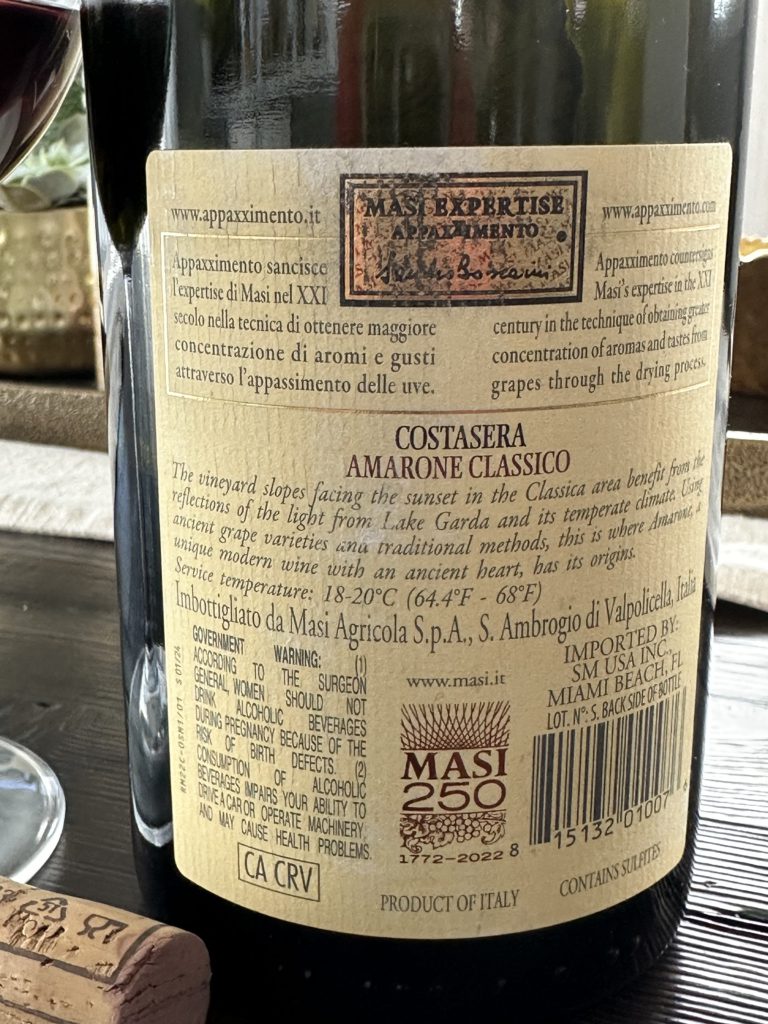 www.appaxximento.it
MASI EXPERTISE
APPAXXIMENTO
www.appaxximento.com
Appaxximento sancisce
l'expertise di Masi nel XXI
secolo nella tecnica di ottenere maggiore
concentrazione di aromi e gusti
attraverso l'appassimento delle uve.
Appaxximento countersigns
Masi's expertise in the XXI
century in the technique of obtaining greater
concentration of aromas and tastes from
grapes through the drying process.
COSTASERA
AMARONE CLASSICO
The vineyard slopes facing the sunset in the Classica area benefit from the
reflections of the light from Lake Garda and its temperate climate. Using
ancient grape varieties and traditional methods, this is where Amarone, a
unique modern wine with an ancient heart, has its origins.
Service temperature: 18-20°C (64.4°F - 68°F)
Imbottigliato da Masi Agricola S.p.A., S. Ambrogio di Valpolicella, Italia
GOVERNMENT WARNING: (1)
ACCORDING TO THE SURGEON
GENERAL, WOMEN SHOULD NOT
DRINK ALCOHOLIC BEVERAGES
DURING PREGNANCY BECAUSE OF THE
RISK OF BIRTH DEFECTS. (2)
CONSUMPTION OF ALCOHOLIC
BEVERAGES IMPAIRS YOUR ABILITY TO
DRIVE A CAR OR OPERATE MACHINERY,
AND MAY CAUSE HEALTH PROBLEMS.
CA CRV
www.masi.it
MASI
250
1772-2022
PRODUCT OF ITALY
IMPORTED BY:
SM USA INC.
MIAMI BEACH, FL
LOT. N°: S. BACK SIDE OF BOTTLE
8 15132 01007
CONTAINS SULFITES